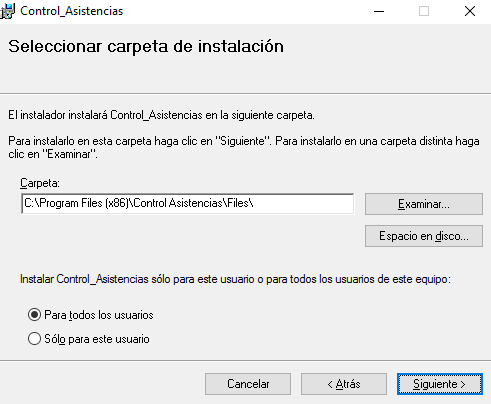 Control_Asistencias
Seleccionar carpeta de instalación
El instalador instalará Control_Asistencias en la siguiente carpeta.
Para instalarlo en esta carpeta haga clic en "Siguiente". Para instalarlo en una carpeta distinta haga
clic en "Examinar".
Carpeta:
C:\Program Files (x86)\Control Asistencias\Files\
Examinar...
Espacio en disco...
Instalar Control_Asistencias sólo para este usuario o para todos los usuarios de este equipo:
Para todos los usuarios
Sólo para este usuario
Cancelar
< Atrás
Siguiente >